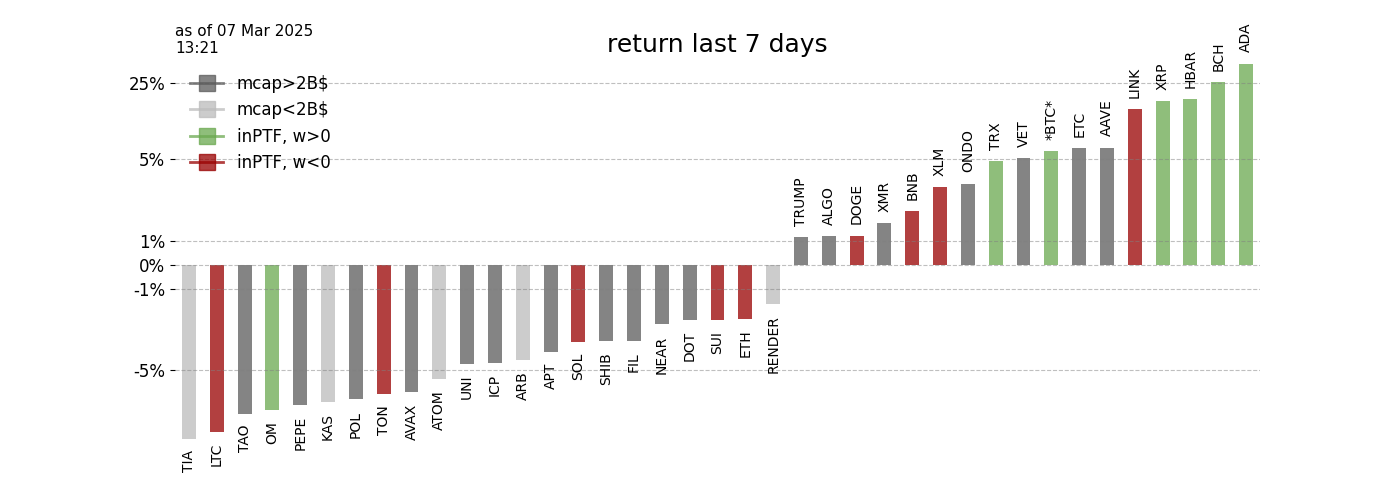 as of 07 Mar 2025
13:21
return last 7 days
mcap>2B$
mcap<2B$
inPTF, w>0
inPTF, w<0
25%
5%
1%
0%
-1%
-5%
TIA
LTC
TAO
OM
PEPE
KAS
POL
TON
AVAX
ATOM
UNI
ICP
ARB
APT
SOL
SHIB
FIL
NEAR
DOT
SUI
ETH
RENDER
TRUMP
ALGO
DOGE
XMR
BNB
XLM
ONDO
TRX
VET
*BTC*
ETC
AAVE
LINK
XRP
HBAR
BCH
ADA